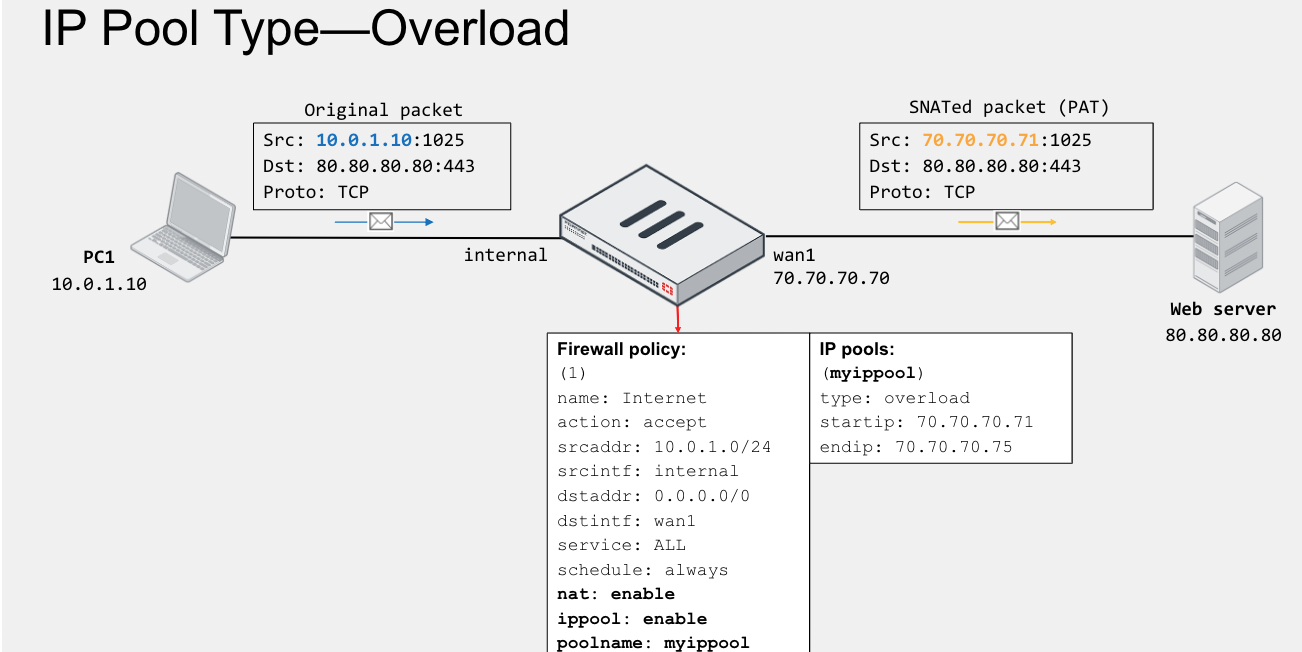 IP Pool Type—Overload
Original packet
Src: 10.0.1.10:1025
Dst: 80.80.80.80:443
Proto: TCP
SNATed packet (PAT)
Src: 70.70.70.71:1025
Dst: 80.80.80.80:443
Proto: TCP
PC1
10.0.1.10
internal
wan1
70.70.70.70
Web server
80.80.80.80
Firewall policy:
(1)
name: Internet
action: accept
srcaddr: 10.0.1.0/24
srcintf: internal
dstaddr: 0.0.0.0/0
dstintf: wan1
service: ALL
schedule: always
nat: enable
ippool: enable
poolname: myippool
IP pools:
(myippool)
type: overload
startip: 70.70.70.71
endip: 70.70.70.75